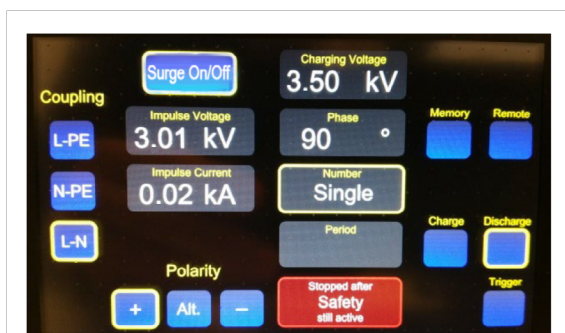 Surge On/Off
Charging Voltage
3.50 kV
Coupling
Impulse Voltage
3.01 kV
Phase
90 °
Memory
Remote
L-PE
Impulse Current
0.02 kA
Number
Single
N-PE
Period
Charge
Discharge
L-N
Polarity
Stopped after
Safety
still active
Trigger
+
Alt.
−